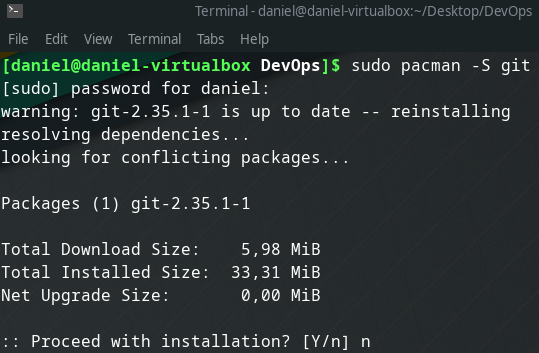 Terminal - daniel@daniel-virtualbox:~/Desktop/DevOps
File Edit View Terminal Tabs Help
[daniel@daniel-virtualbox DevOps]$ sudo pacman -S git
[sudo] password for daniel:
warning: git-2.35.1-1 is up to date -- reinstalling
resolving dependencies...
looking for conflicting packages...

Packages (1) git-2.35.1-1

Total Download Size:    5,98 MiB
Total Installed Size:  33,31 MiB
Net Upgrade Size:       0,00 MiB

:: Proceed with installation? [Y/n] n